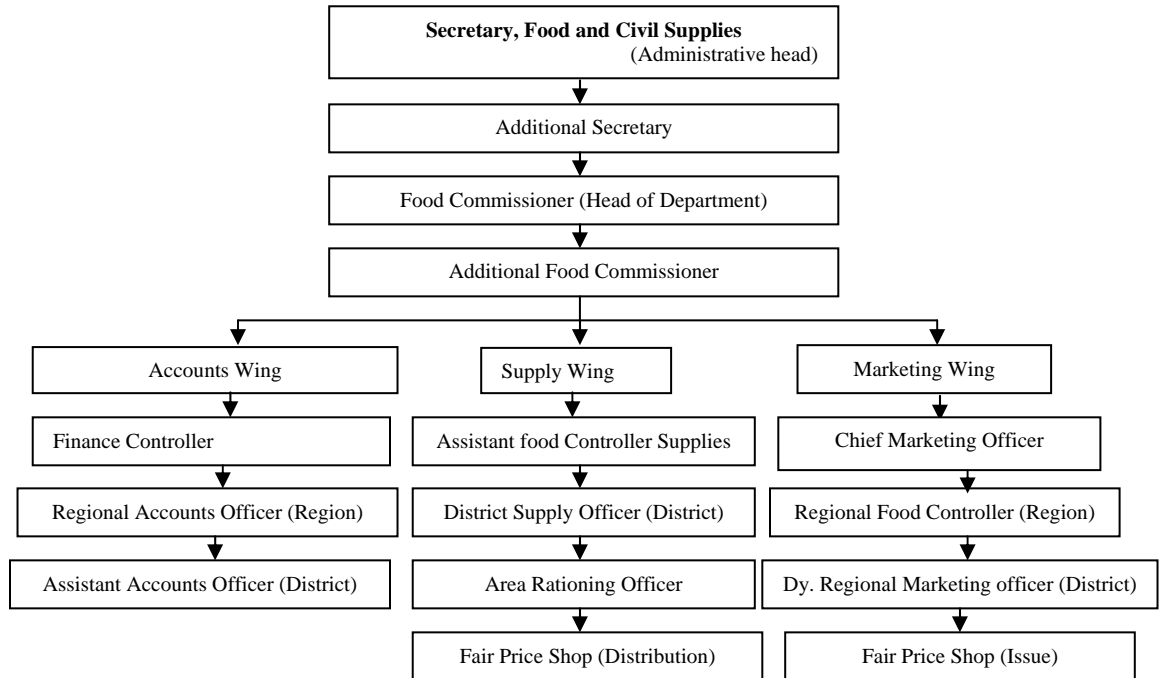 Secretary, Food and Civil Supplies
(Administrative head)
Additional Secretary
Food Commissioner (Head of Department)
Additional Food Commissioner
Accounts Wing
Supply Wing
Marketing Wing
Finance Controller
Assistant food Controller Supplies
Chief Marketing Officer
Regional Accounts Officer (Region)
District Supply Officer (District)
Regional Food Controller (Region)
Assistant Accounts Officer (District)
Area Rationing Officer
Dy. Regional Marketing officer (District)
Fair Price Shop (Distribution)
Fair Price Shop (Issue)